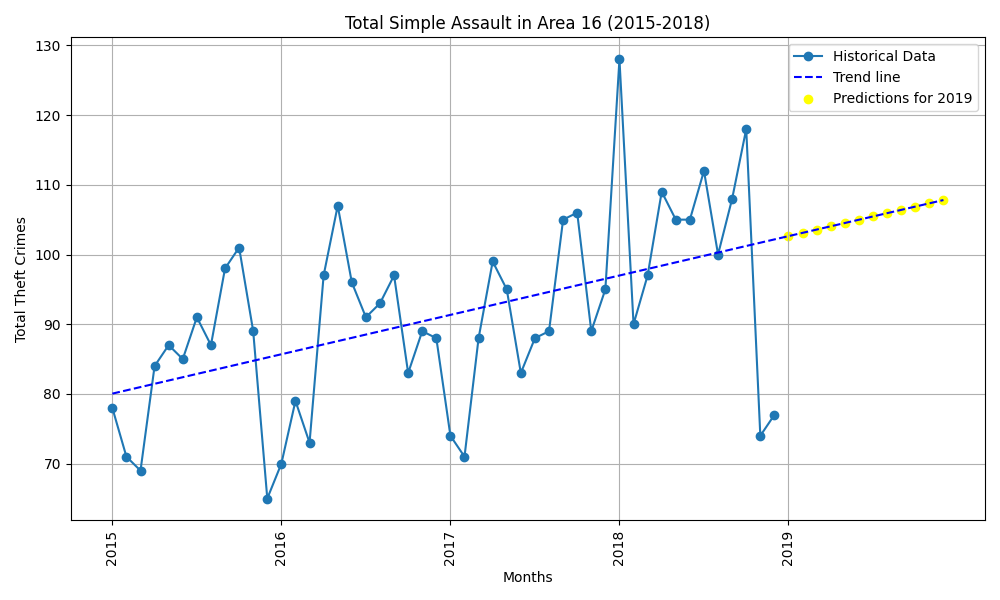 Total Simple Assault in Area 16 (2015-2018)
Historical Data
Trend line
Predictions for 2019
Total Theft Crimes
130
120
110
100
90
80
70
2015
2016
2017
2018
2019
Months